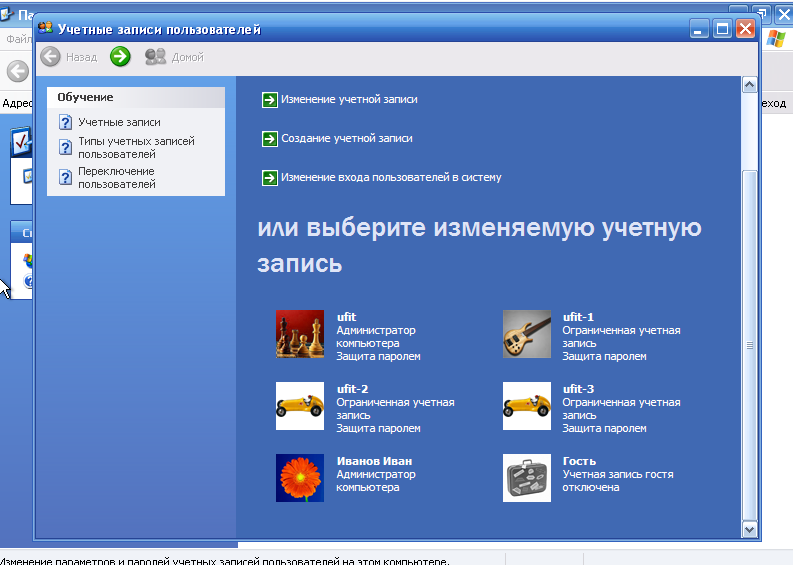 Па
Учетные записи пользователей
Файл
Назад
Домой
Адрес
еход
Обучение
Учетные записи
Типы учетных записей
пользователей
Переключение
пользователей
Изменение учетной записи
Создание учетной записи
Изменение входа пользователей в систему
или выберите изменяемую учетную
запись
ufit
Администратор
компьютера
Защита паролем
ufit-1
Ограниченная учетная
запись
Защита паролем
ufit-2
Ограниченная учетная
запись
Защита паролем
ufit-3
Ограниченная учетная
запись
Защита паролем
Иванов Иван
Администратор
компьютера
Гость
Учетная запись гостя
отключена
Изменение параметров и паролей учетных записей пользователей на этом компьютере.